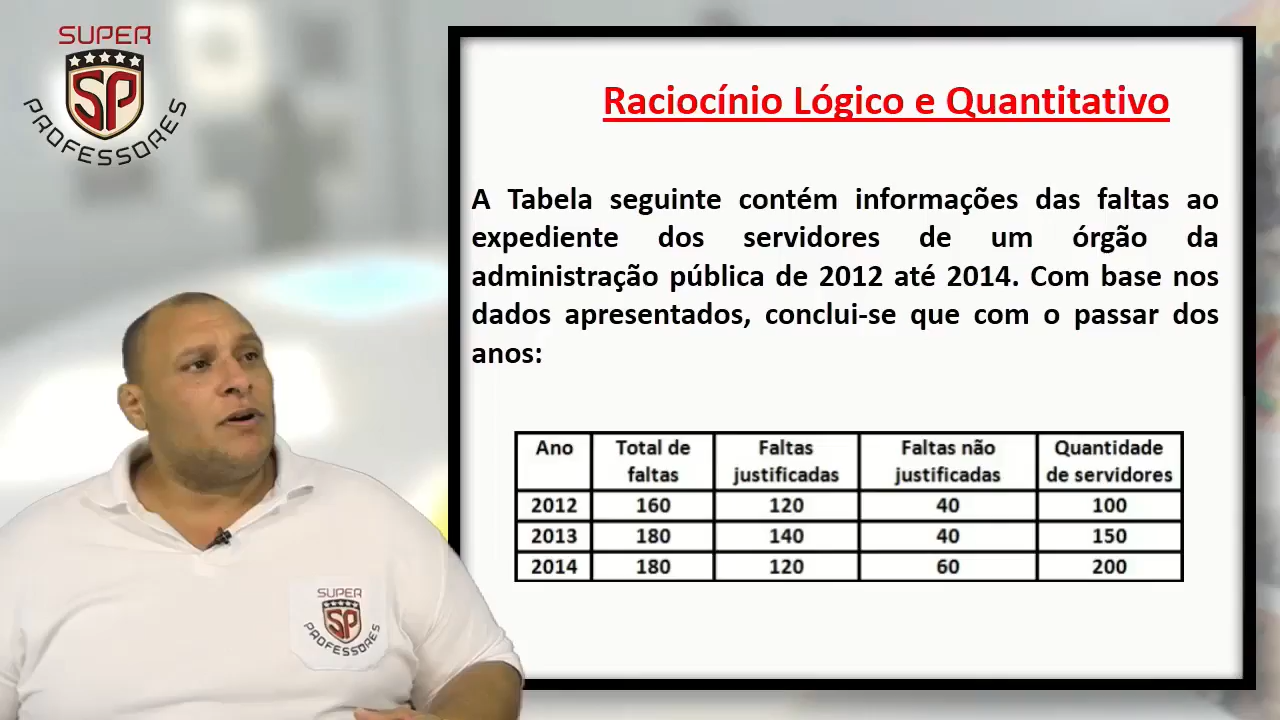 SUPER
SP
PROFESSORES
Raciocínio Lógico e Quantitativo
A Tabela seguinte contém informações das faltas ao
expediente dos servidores de um órgão da
administração pública de 2012 até 2014. Com base nos
dados apresentados, conclui-se que com o passar dos
anos:
Ano Total de faltas Faltas justificadas Faltas não justificadas Quantidade de servidores
2012 160 120 40 100
2013 180 140 40 150
2014 180 120 60 200
SUPER
SP
PROFESSORES